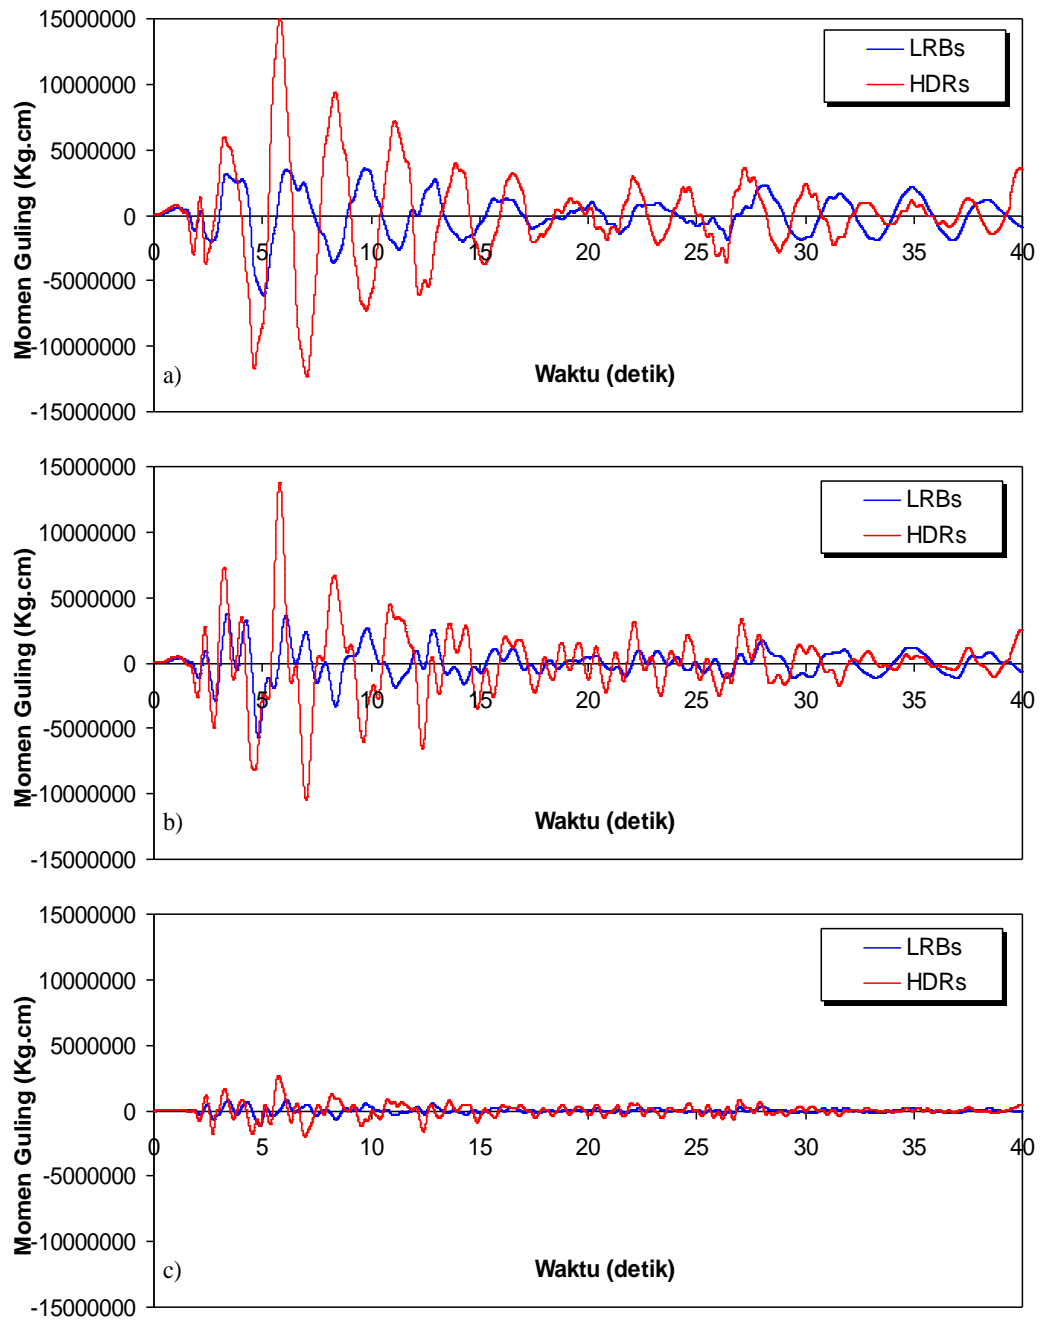 15000000
10000000
5000000
0
-5000000
-10000000
-15000000
Momen Guling (Kg.cm)
LRBs
HDRs
0 5 10 15 20 25 30 35 40
a)
Waktu (detik)
15000000
10000000
5000000
0
-5000000
-10000000
-15000000
Momen Guling (Kg.cm)
LRBs
HDRs
0 5 10 15 20 25 30 35 40
b)
Waktu (detik)
15000000
10000000
5000000
0
-5000000
-10000000
-15000000
Momen Guling (Kg.cm)
LRBs
HDRs
0 5 10 15 20 25 30 35 40
c)
Waktu (detik)